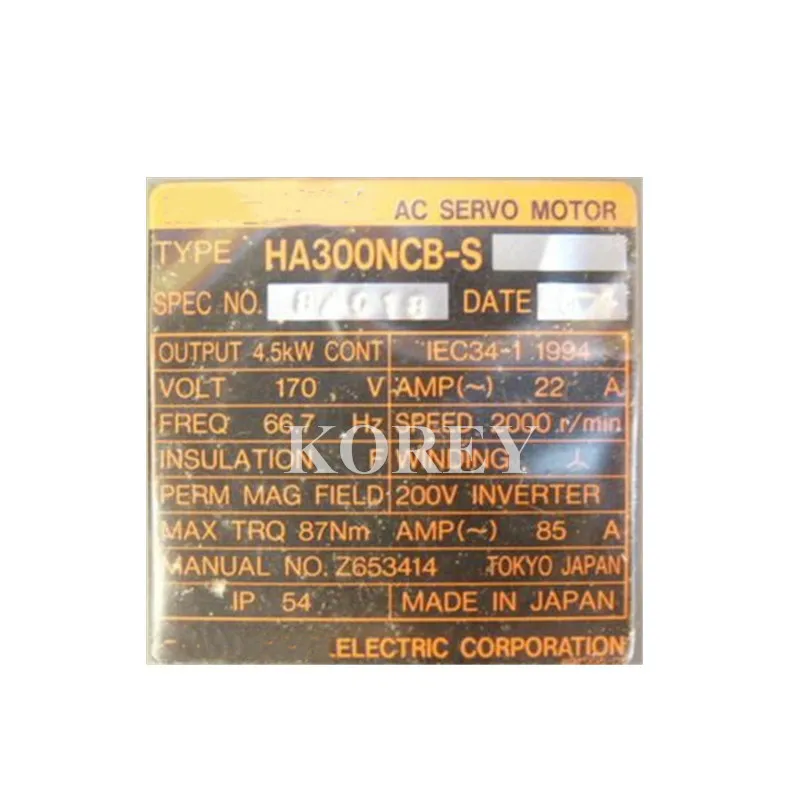 AC SERVO MOTOR
TYPE HA300NCB-S
SPEC NO. DATE
OUTPUT 4.5kW CONT IEC34-1 1994
VOLT 170 V AMP(~) 22 A
FREQ 66.7 Hz SPEED 2000 r/min
KOREY
INSULATION F WINDING
PERM MAG FIELD 200V INVERTER
MAX TRQ 87Nm AMP(~) 85 A
MANUAL NO. Z653414 TOKYO JAPAN
IP 54 MADE IN JAPAN
ELECTRIC CORPORATION